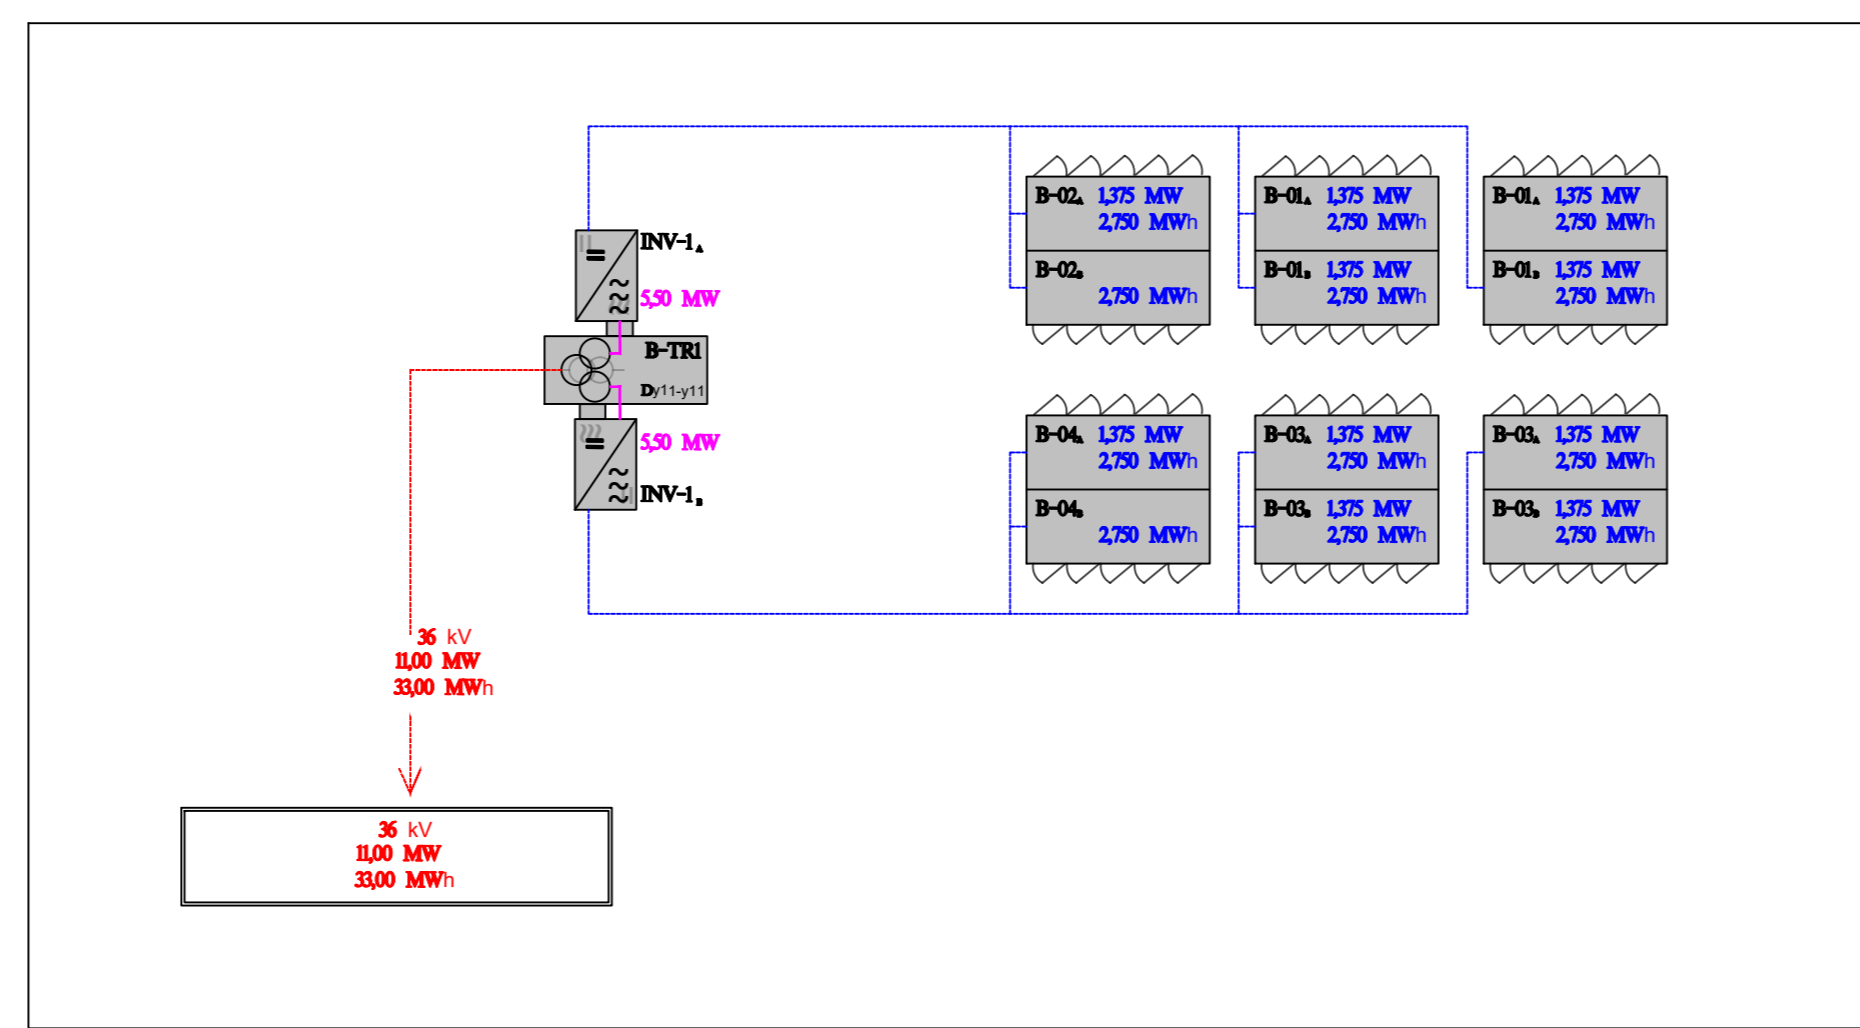 B-02A 1,375 MW
2,750 MWh
B-02B
2,750 MWh
B-01A 1,375 MW
2,750 MWh
B-01B 1,375 MW
2,750 MWh
B-01A 1,375 MW
2,750 MWh
B-01B 1,375 MW
2,750 MWh
INV-1A
5,50 MW
B-TR1
Dy11-y11
5,50 MW
INV-1B
B-04A 1,375 MW
2,750 MWh
B-04B
2,750 MWh
B-03A 1,375 MW
2,750 MWh
B-03B 1,375 MW
2,750 MWh
B-03A 1,375 MW
2,750 MWh
B-03B 1,375 MW
2,750 MWh
36 kV
11,00 MW
33,00 MWh
36 kV
11,00 MW
33,00 MWh